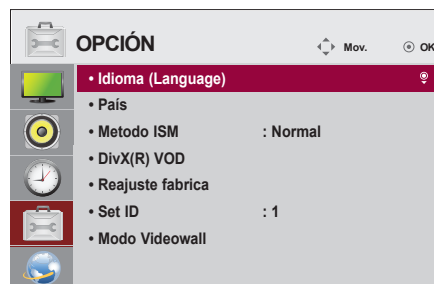 OPCIÓN Mov. OK
• Idioma (Language)
• País
• Metodo ISM : Normal
• DivX(R) VOD
• Reajuste fabrica
• Set ID : 1
• Modo Videowall